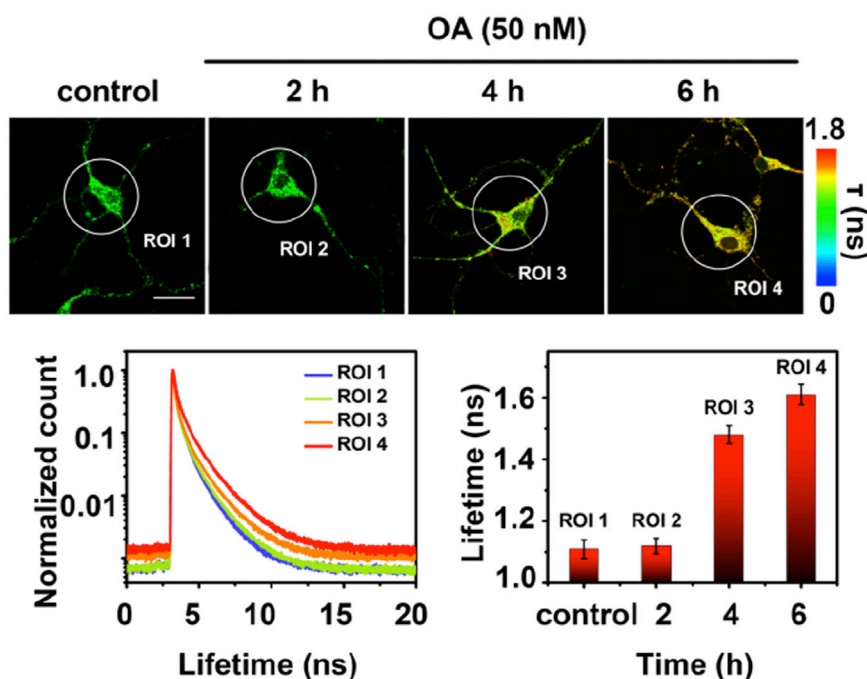 OA (50 nM)
control 2 h 4 h 6 h
ROI 1
ROI 2
ROI 3
ROI 4
1.8
τ (ns)
0
Normalized count
1.0
0.1
0.01
ROI 1
ROI 2
ROI 3
ROI 4
0 5 10 15 20
Lifetime (ns)
Lifetime (ns)
1.6
1.4
1.2
1.0
ROI 1
ROI 2
ROI 3
ROI 4
control 2 4 6
Time (h)